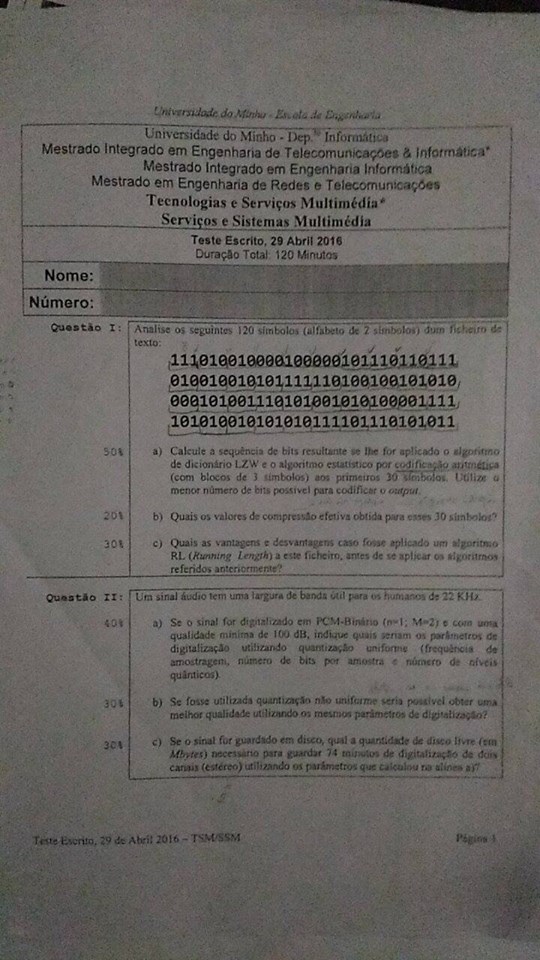 Universidade do Minho - Escola de Engenharia
Universidade do Minho - Dep.to Informática
Mestrado Integrado em Engenharia de Telecomunicações & Informática*
Mestrado Integrado em Engenharia Informática
Mestrado em Engenharia de Redes e Telecomunicações
Tecnologias e Serviços Multimédia*
Serviços e Sistemas Multimédia
Teste Escrito, 29 Abril 2016
Duração Total: 120 Minutos
Nome:
Número:
Questão I: Analise os seguintes 120 símbolos (alfabeto de 2 símbolos) dum ficheiro de
texto:
111010010000100000101110110111
010010010101111110100100101010
000101001110101001010100001111
101010010101010111101110101011
50% a) Calcule a sequência de bits resultante se lhe for aplicado o algoritmo
de dicionário LZW e o algoritmo estatístico por codificação aritmética
(com blocos de 3 símbolos) aos primeiros 30 símbolos. Utilize o
menor número de bits possível para codificar o output.
20% b) Quais os valores de compressão efetiva obtida para esses 30 símbolos?
30% c) Quais as vantagens e desvantagens caso fosse aplicado um algoritmo
RL (Running Length) a este ficheiro, antes de se aplicar os algoritmos
referidos anteriormente?
Questão II: Um sinal áudio tem uma largura de banda útil para os humanos de 22 KHz.
40% a) Se o sinal for digitalizado em PCM-Binário (n=1; M=2) e com uma
qualidade mínima de 100 dB, indique quais seriam os parâmetros de
digitalização utilizando quantização uniforme (frequência de
amostragem, número de bits por amostra e número de níveis
quânticos).
30% b) Se fosse utilizada quantização não uniforme seria possível obter uma
melhor qualidade utilizando os mesmos parâmetros de digitalização?
30% c) Se o sinal for guardado em disco, qual a quantidade de disco livre (em
Mbytes) necessário para guardar 74 minutos de digitalização de dois
canais (estéreo) utilizando os parâmetros que calculou na alínea a)?
Teste Escrito, 29 de Abril 2016 – TSM/SSM Página 1